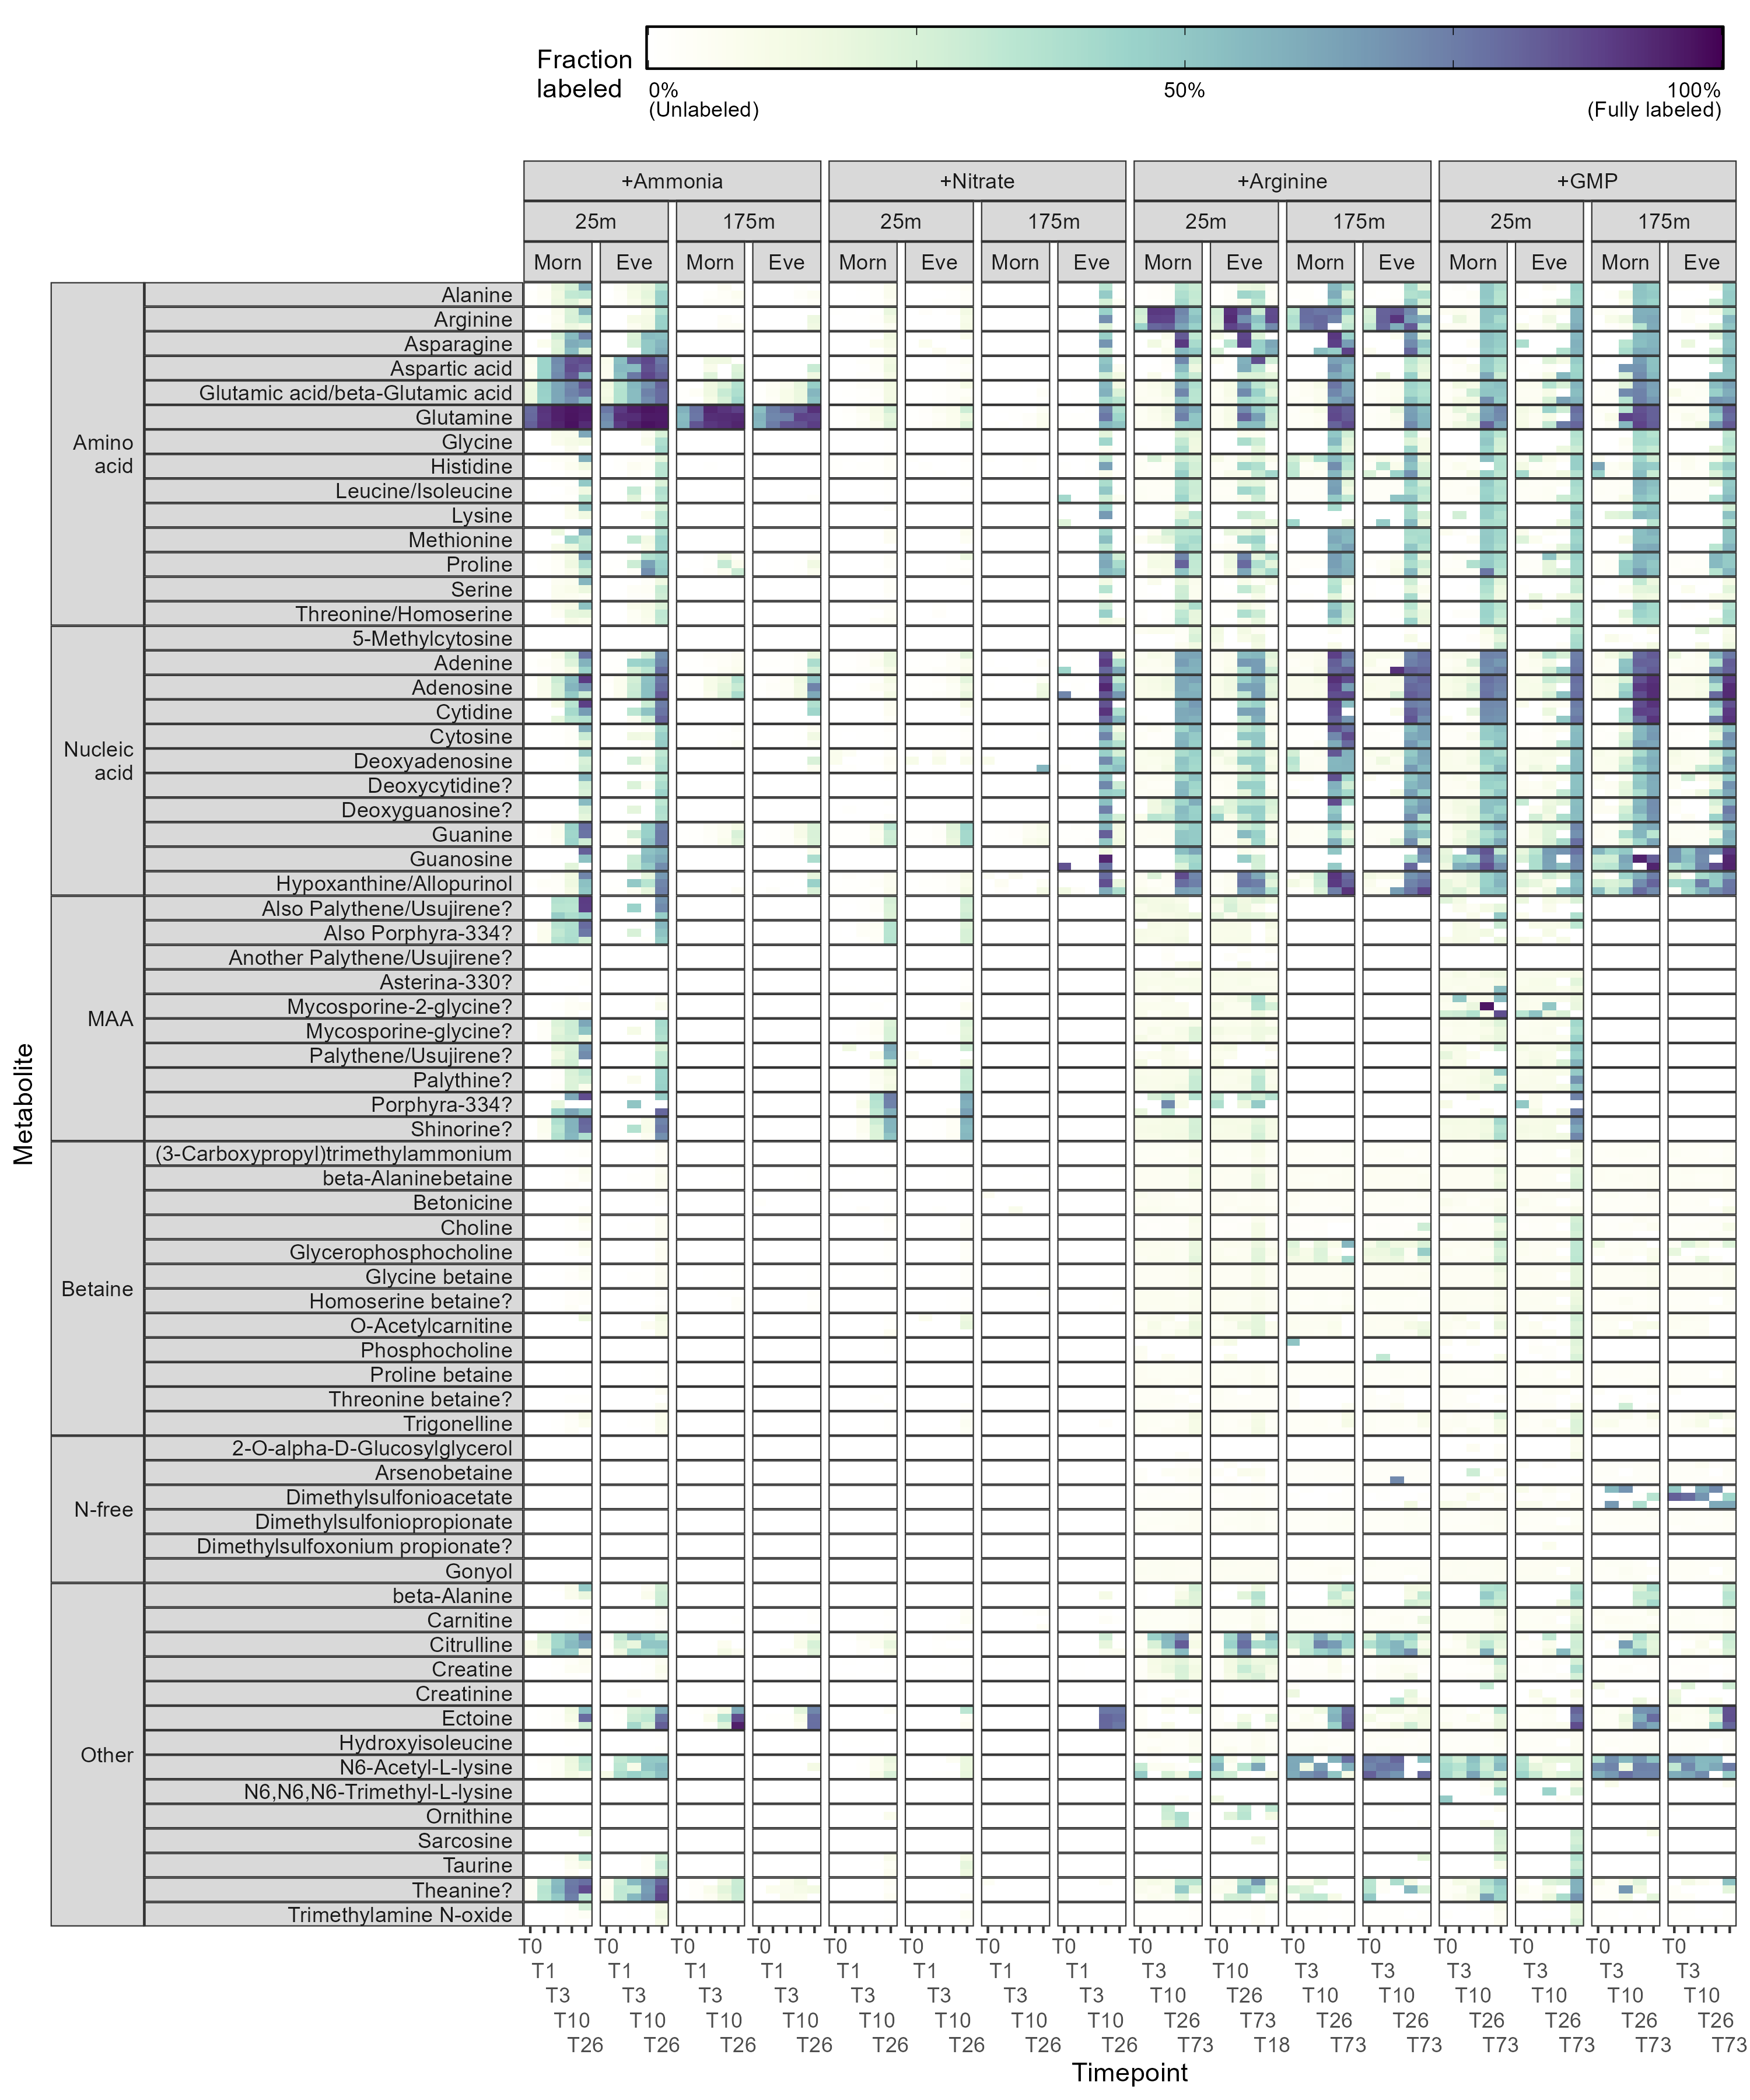 Fraction
labeled
0%
50%
100%
(Unlabeled)
(Fully labeled)
+Ammonia
+Nitrate
+Arginine
+GMP
25m
175m
25m
175m
25m
175m
25m
175m
Morn
Eve
Morn
Eve
Morn
Eve
Morn
Eve
Morn
Eve
Morn
Eve
Morn
Eve
Morn
Eve
Metabolite
Amino
acid
Alanine
Arginine
Asparagine
Aspartic acid
Glutamic acid/beta-Glutamic acid
Glutamine
Glycine
Histidine
Leucine/Isoleucine
Lysine
Methionine
Proline
Serine
Threonine/Homoserine
Nucleic
acid
5-Methylcytosine
Adenine
Adenosine
Cytidine
Cytosine
Deoxyadenosine
Deoxycytidine?
Deoxyguanosine?
Guanine
Guanosine
Hypoxanthine/Allopurinol
MAA
Also Palythene/Usujirene?
Also Porphyra-334?
Another Palythene/Usujirene?
Asterina-330?
Mycosporine-2-glycine?
Mycosporine-glycine?
Palythene/Usujirene?
Palythine?
Porphyra-334?
Shinorine?
Betaine
(3-Carboxypropyl)trimethylammonium
beta-Alaninebetaine
Betonicine
Choline
Glycerophosphocholine
Glycine betaine
Homoserine betaine?
O-Acetylcarnitine
Phosphocholine
Proline betaine
Threonine betaine?
Trigonelline
N-free
2-O-alpha-D-Glucosylglycerol
Arsenobetaine
Dimethylsulfonioacetate
Dimethylsulfoniopropionate
Dimethylsulfoxonium propionate?
Gonyol
Other
beta-Alanine
Carnitine
Citrulline
Creatine
Creatinine
Ectoine
Hydroxyisoleucine
N6-Acetyl-L-lysine
N6,N6,N6-Trimethyl-L-lysine
Ornithine
Sarcosine
Taurine
Theanine?
Trimethylamine N-oxide
T0 T0 T0 T0 T0 T0 T0 T0 T0 T0 T0 T0 T0 T0 T0 T0
T1 T1 T1 T1 T1 T1 T1 T1 T3 T10 T3 T3 T3 T3 T3 T3
T3 T3 T3 T3 T3 T3 T3 T3 T10 T26 T10 T10 T10 T10 T10 T10
T10 T10 T10 T10 T10 T10 T10 T10 T26 T73 T26 T26 T26 T26 T26 T26
T26 T26 T26 T26 T26 T26 T26 T26 T73 T18 T73 T73 T73 T73 T73 T73
Timepoint